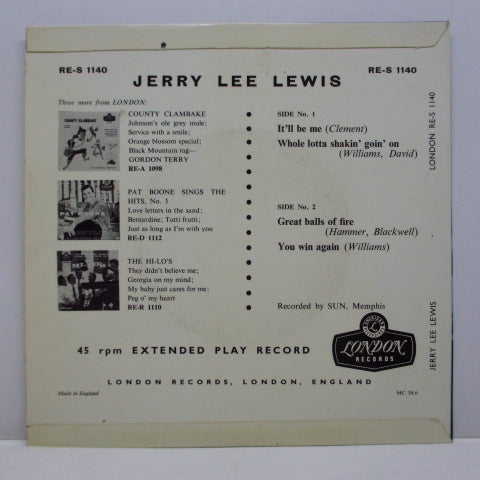 RE-S 1140
RE-S 1140
JERRY LEE LEWIS
Three more from LONDON:
COUNTY CLAMBAKE
Johnson's ole grey mule;
Service with a smile;
Orange blossom special;
Black Mountain rag—
GORDON TERRY
RE-A 1098
PAT BOONE SINGS THE
HITS, No. 3
Love letters in the sand;
Bernardine; Tutti frutti;
Just as long as I'm with you
RE-D 1112
THE HI-LO'S
They didn't believe me;
Georgia on my mind;
My baby just cares for me;
Peg o' my heart
RE-R 1110
SIDE No. 1
It'll be me (Clement)
Whole lotta shakin' goin' on
(Williams, David)
SIDE No. 2
Great balls of fire
(Hammer, Blackwell)
You win again (Williams)
Recorded by SUN, Memphis
45 rpm EXTENDED PLAY RECORD
LONDON
RECORDS
LONDON RECORDS, LONDON, ENGLAND
Made in England
MC 58.6
LONDON RE-S 1140
JERRY LEE LEWIS